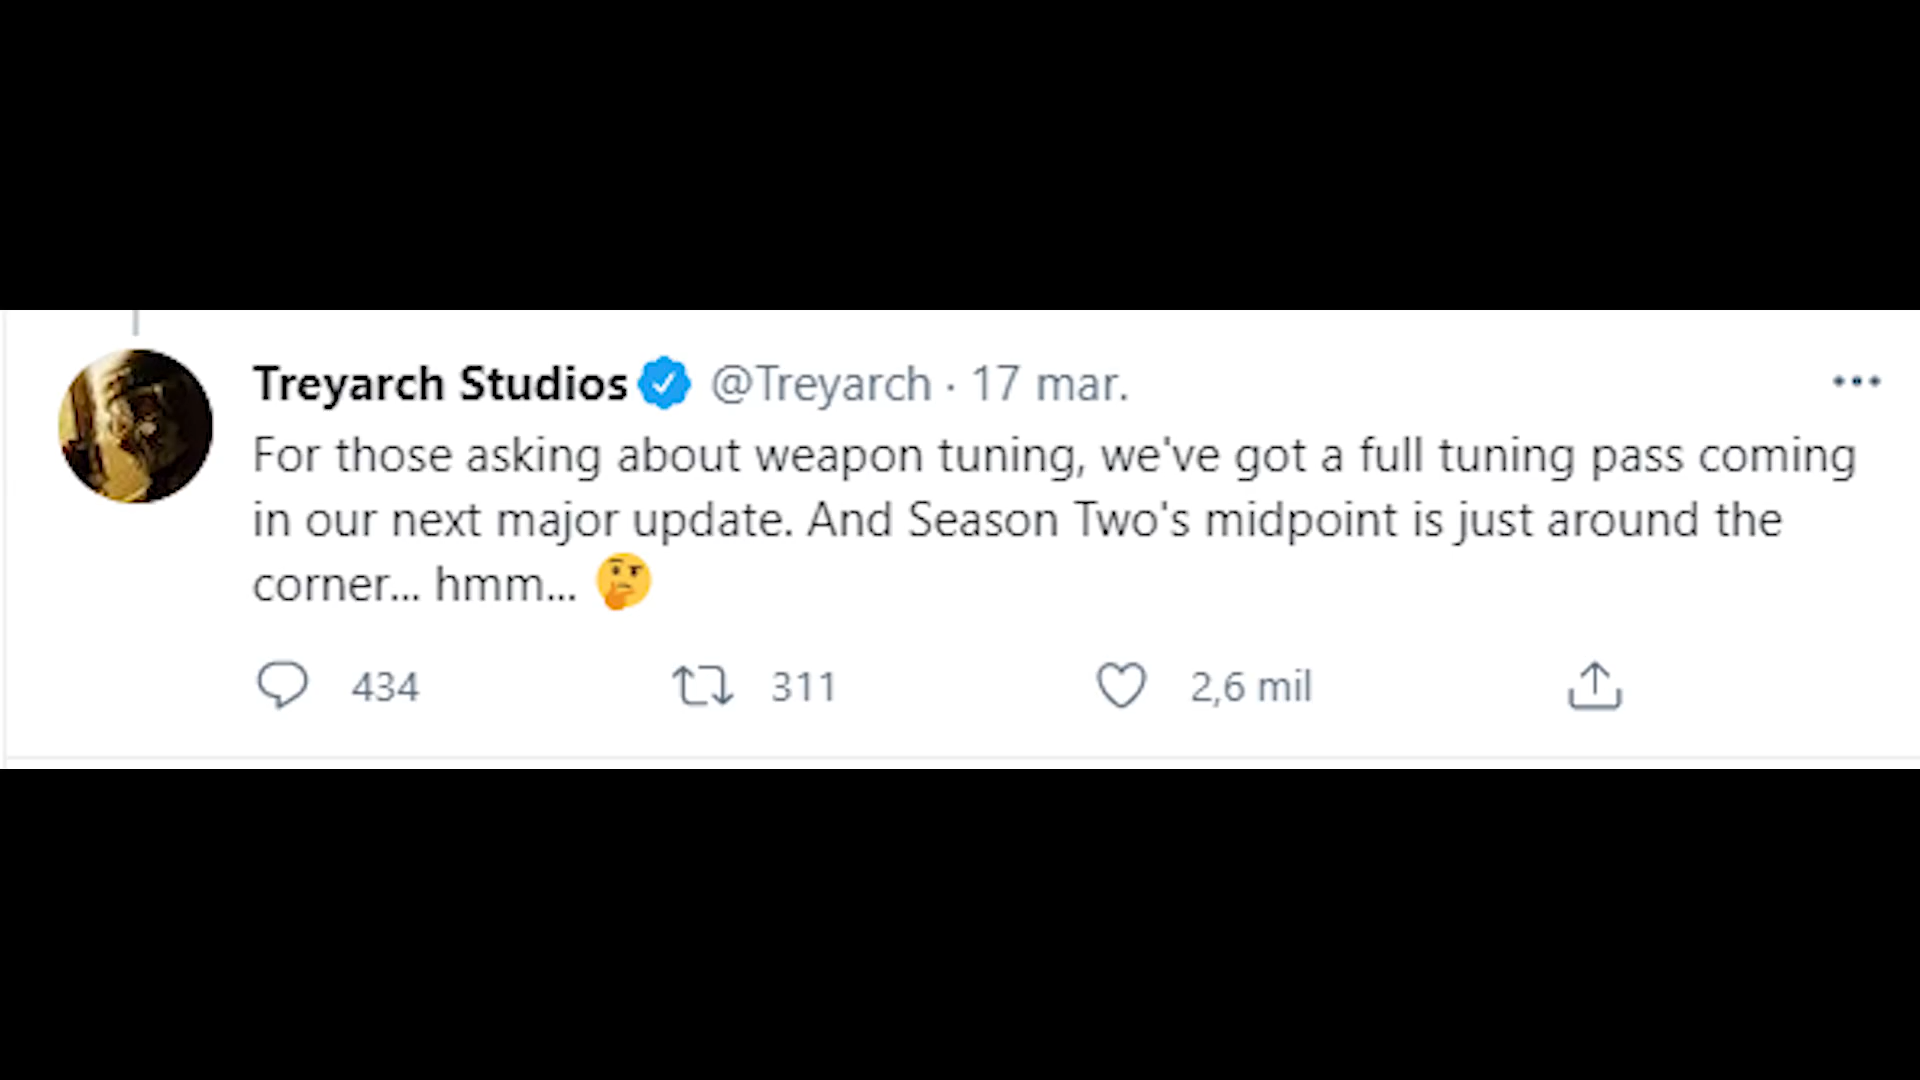 Treyarch Studios @Treyarch · 17 mar.
For those asking about weapon tuning, we've got a full tuning pass coming
in our next major update. And Season Two's midpoint is just around the
corner... hmm... 🤔
434 311 2,6 mil